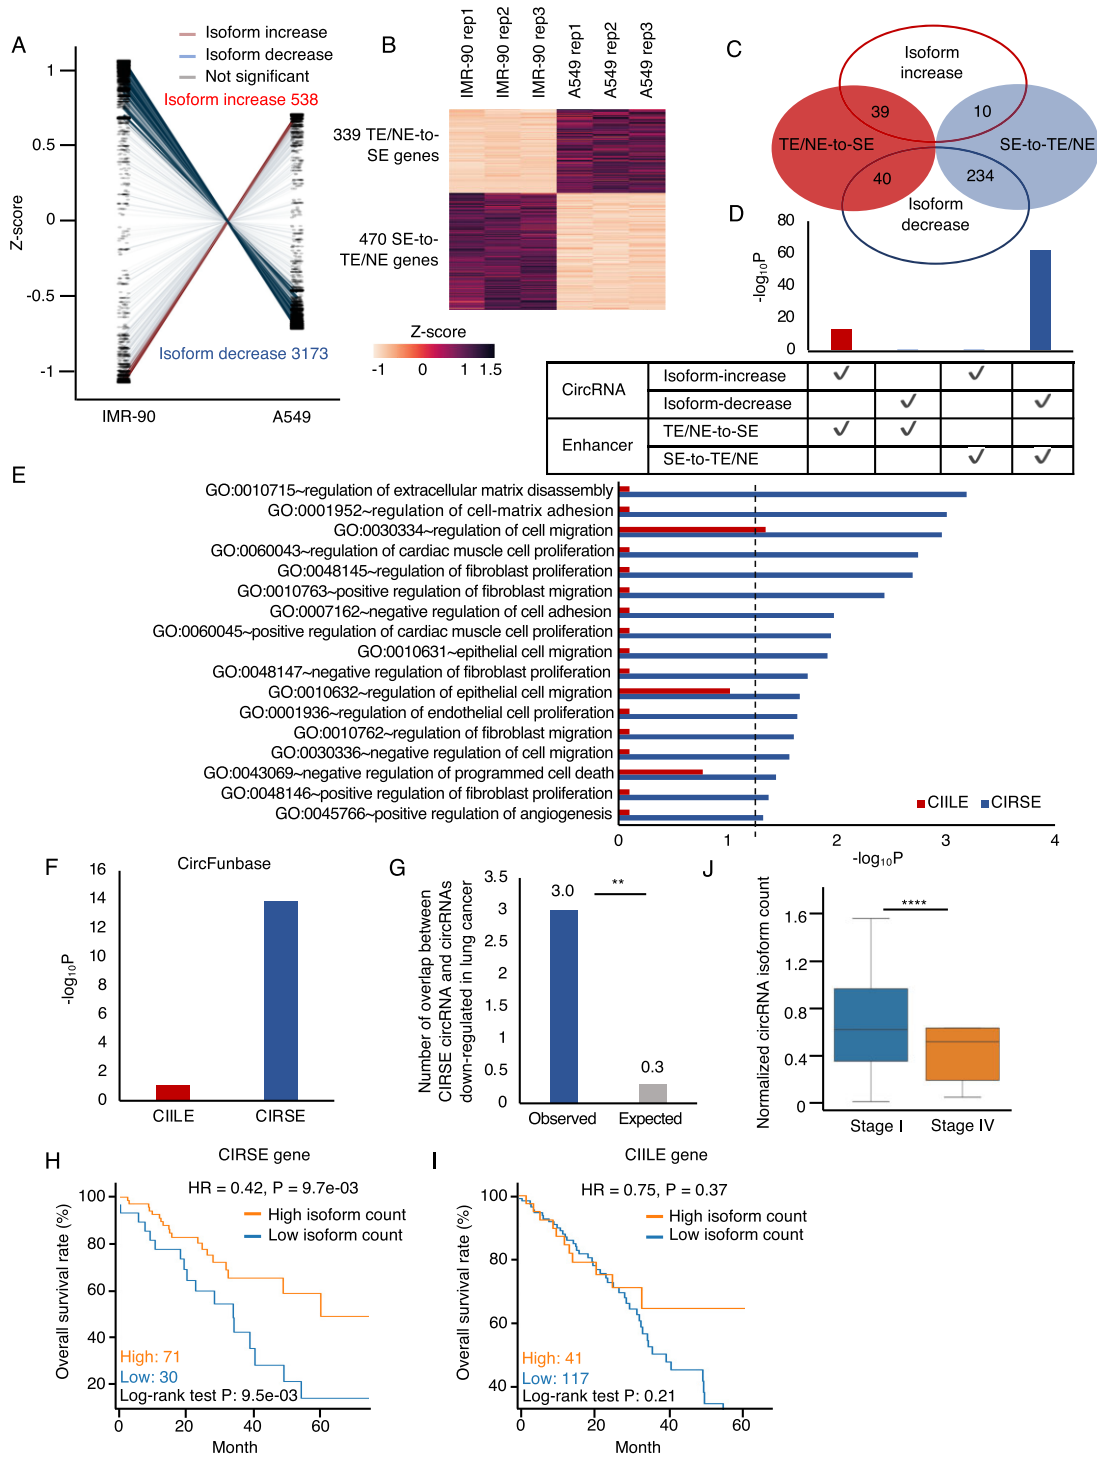 A
Isoform increase
Isoform decrease
Not significant
Isoform increase 538
Z-score
1
0.5
0
-0.5
-1
Isoform decrease 3173
IMR-90
A549
B
IMR-90 rep1
IMR-90 rep2
IMR-90 rep3
A549 rep1
A549 rep2
A549 rep3
339 TE/NE-to-
SE genes
470 SE-to-
TE/NE genes
Z-score
-1 0 1 1.5
C
Isoform
increase
39
10
TE/NE-to-SE
SE-to-TE/NE
40
234
Isoform
decrease
D
-log10P
80
60
40
20
0
CircRNA
Isoform-increase ✓ ✓
Isoform-decrease ✓ ✓
Enhancer
TE/NE-to-SE ✓ ✓
SE-to-TE/NE ✓ ✓
E
GO:0010715~regulation of extracellular matrix disassembly
GO:0001952~regulation of cell-matrix adhesion
GO:0030334~regulation of cell migration
GO:0060043~regulation of cardiac muscle cell proliferation
GO:0048145~regulation of fibroblast proliferation
GO:0010763~positive regulation of fibroblast migration
GO:0007162~negative regulation of cell adhesion
GO:0060045~positive regulation of cardiac muscle cell proliferation
GO:0010631~epithelial cell migration
GO:0048147~negative regulation of fibroblast proliferation
GO:0010632~regulation of epithelial cell migration
GO:0001936~regulation of endothelial cell proliferation
GO:0010762~regulation of fibroblast migration
GO:0030336~negative regulation of cell migration
GO:0043069~negative regulation of programmed cell death
GO:0048146~positive regulation of fibroblast proliferation
GO:0045766~positive regulation of angiogenesis
CIILE CIRSE
0 1 2 3 4
-log10P
F
CircFunbase
-log10P
16
14
12
10
8
6
4
2
0
CIILE CIRSE
G
Number of overlap between
CIRSE circRNA and circRNAs
down-regulated in lung cancer
3.5
3
2.5
2
1.5
1
0.5
0
3.0
**
0.3
Observed Expected
J
Normalized circRNA isoform count
1.6
1.2
0.8
0.4
0
****
Stage I Stage IV
H
CIRSE gene
HR = 0.42, P = 9.7e-03
High isoform count
Low isoform count
Overall survival rate (%)
100
80
60
40
20
High: 71
Low: 30
Log-rank test P: 9.5e-03
0 20 40 60
Month
I
CIILE gene
HR = 0.75, P = 0.37
High isoform count
Low isoform count
Overall survival rate (%)
100
80
60
40
High: 41
Low: 117
Log-rank test P: 0.21
0 20 40 60
Month